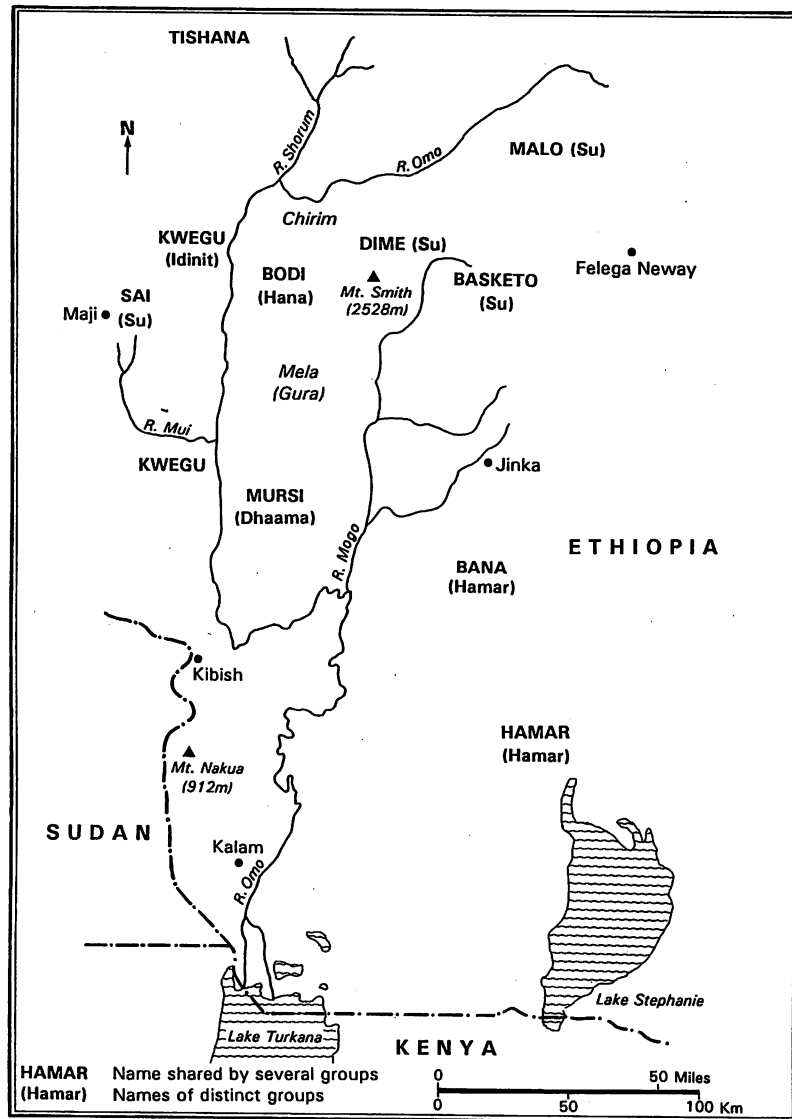 TISHANA
N
R. Shorum
R. Omo
MALO (Su)
Chirim
KWEGU
(Idinit)
DIME (Su)
Felega Neway
BODI
(Hana)
Mt. Smith
(2528m)
BASKETO
(Su)
SAI
(Su)
Maji
Mela
(Gura)
R. Mui
KWEGU
Jinka
MURSI
(Dhaama)
R. Mogo
ETHIOPIA
BANA
(Hamar)
Kibish
HAMAR
(Hamar)
Mt. Nakua
(912m)
SUDAN
Kalam
R. Omo
Lake Stephanie
Lake Turkana
KENYA
HAMAR Name shared by several groups
(Hamar) Names of distinct groups
0 50 Miles
0 50 100 Km